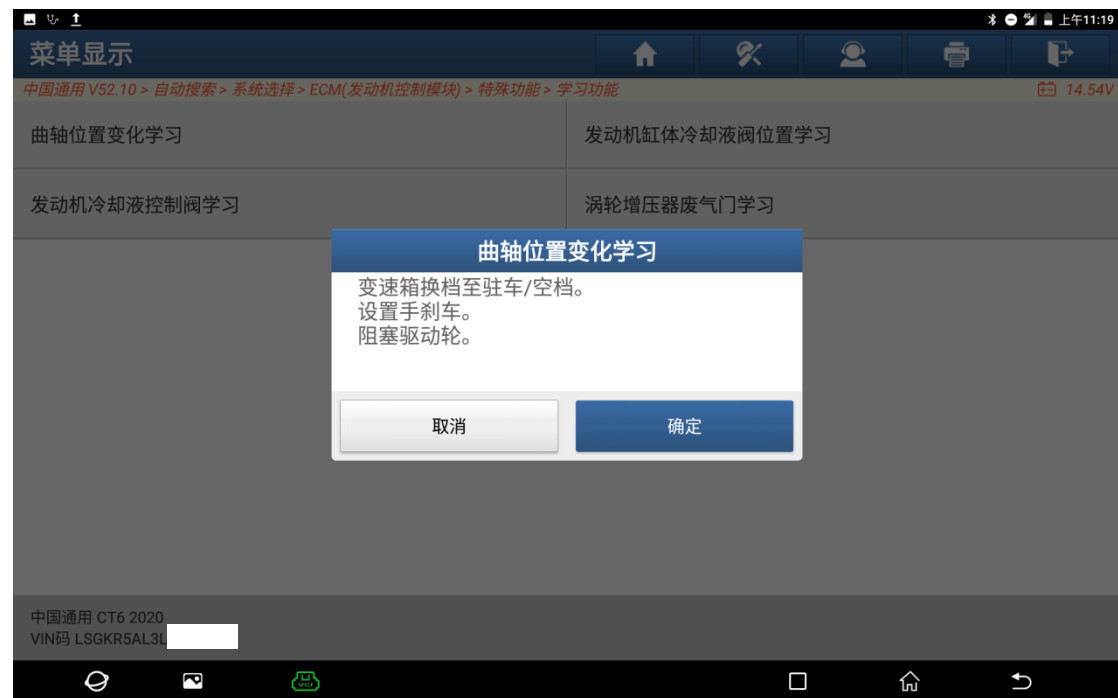 上午11:19
菜单显示
中国通用 V52.10 > 自动搜索 > 系统选择 > ECM(发动机控制模块) > 特殊功能 > 学习功能
14.54V
曲轴位置变化学习
发动机缸体冷却液阀位置学习
发动机冷却液控制阀学习
涡轮增压器废气门学习
曲轴位置变化学习
变速箱换档至驻车/空档。
设置手刹车。
阻塞驱动轮。
取消
确定
中国通用 CT6 2020
VIN码 LSGKR5AL3L
VCI